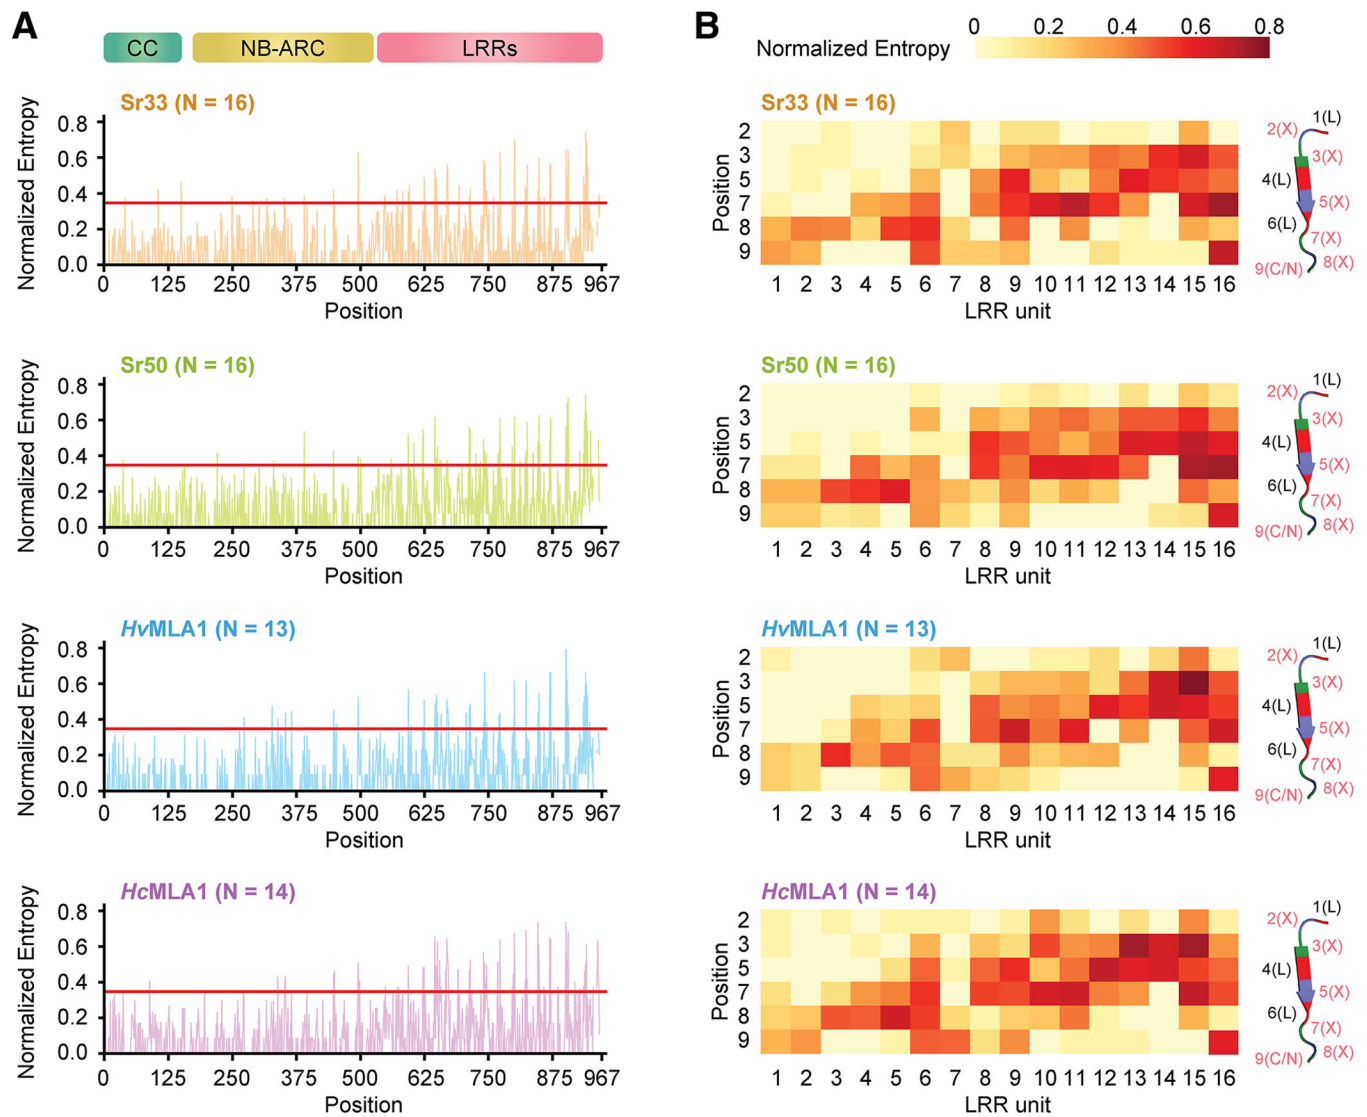 A
CC NB-ARC LRRs
Sr33 (N = 16)
Normalized Entropy
0.8
0.6
0.4
0.2
0.0
0 125 250 375 500 625 750 875 967
Position
Sr50 (N = 16)
Normalized Entropy
0.8
0.6
0.4
0.2
0.0
0 125 250 375 500 625 750 875 967
Position
HvMLA1 (N = 13)
Normalized Entropy
0.8
0.6
0.4
0.2
0.0
0 125 250 375 500 625 750 875 967
Position
HcMLA1 (N = 14)
Normalized Entropy
0.8
0.6
0.4
0.2
0.0
0 125 250 375 500 625 750 875 967
Position
B
Normalized Entropy
0 0.2 0.4 0.6 0.8
Sr33 (N = 16)
Position
2
3
5
7
8
9
1 2 3 4 5 6 7 8 9 10 11 12 13 14 15 16
LRR unit
1(L)
2(X)
3(X)
4(L)
5(X)
6(L)
7(X)
8(X)
9(C/N)
Sr50 (N = 16)
Position
2
3
5
7
8
9
1 2 3 4 5 6 7 8 9 10 11 12 13 14 15 16
LRR unit
1(L)
2(X)
3(X)
4(L)
5(X)
6(L)
7(X)
8(X)
9(C/N)
HvMLA1 (N = 13)
Position
2
3
5
7
8
9
1 2 3 4 5 6 7 8 9 10 11 12 13 14 15 16
LRR unit
1(L)
2(X)
3(X)
4(L)
5(X)
6(L)
7(X)
8(X)
9(C/N)
HcMLA1 (N = 14)
Position
2
3
5
7
8
9
1 2 3 4 5 6 7 8 9 10 11 12 13 14 15 16
LRR unit
1(L)
2(X)
3(X)
4(L)
5(X)
6(L)
7(X)
8(X)
9(C/N)